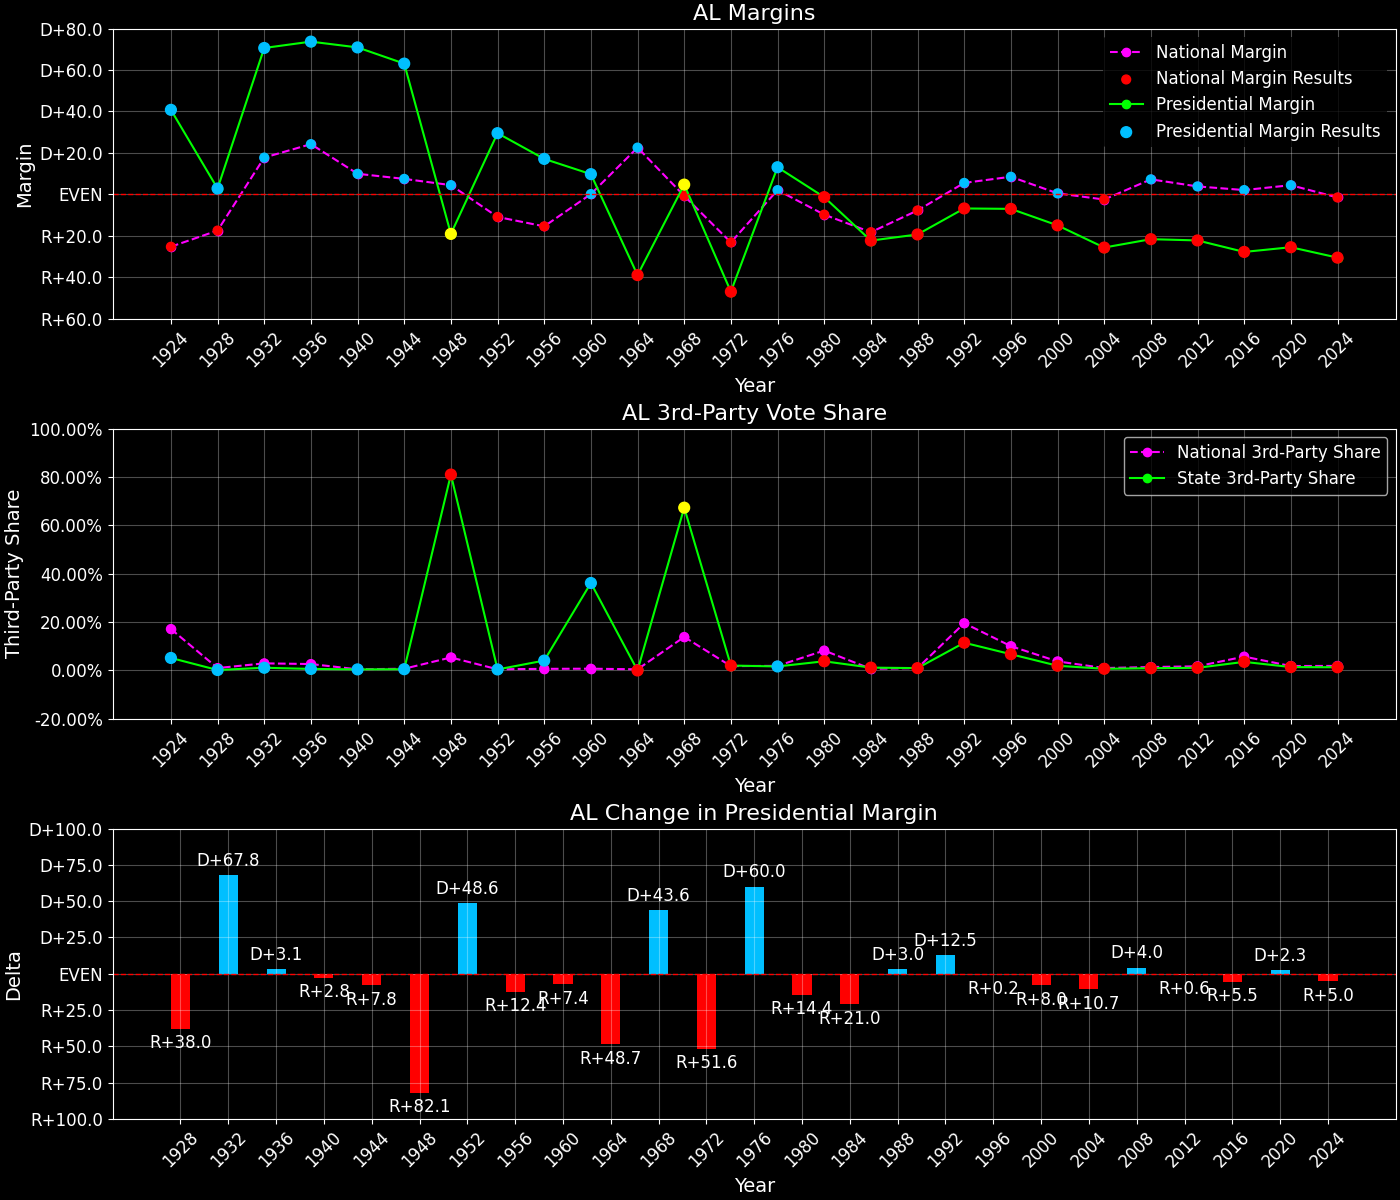 AL Margins
D+80.0
D+60.0
D+40.0
D+20.0
EVEN
R+20.0
R+40.0
R+60.0
Margin
National Margin
National Margin Results
Presidential Margin
Presidential Margin Results
1924 1928 1932 1936 1940 1944 1948 1952 1956 1960 1964 1968 1972 1976 1980 1984 1988 1992 1996 2000 2004 2008 2012 2016 2020 2024
Year
AL 3rd-Party Vote Share
100.00%
80.00%
60.00%
40.00%
20.00%
0.00%
-20.00%
Third-Party Share
National 3rd-Party Share
State 3rd-Party Share
1924 1928 1932 1936 1940 1944 1948 1952 1956 1960 1964 1968 1972 1976 1980 1984 1988 1992 1996 2000 2004 2008 2012 2016 2020 2024
Year
AL Change in Presidential Margin
D+100.0
D+75.0
D+50.0
D+25.0
EVEN
R+25.0
R+50.0
R+75.0
R+100.0
Delta
R+38.0
D+67.8
D+3.1
R+2.8
R+7.8
R+82.1
D+48.6
R+12.4
R+7.4
R+48.7
D+43.6
R+51.6
D+60.0
R+14.4
R+21.0
D+3.0
D+12.5
R+0.2
R+8.0
R+10.7
D+4.0
R+0.6
R+5.5
D+2.3
R+5.0
1928 1932 1936 1940 1944 1948 1952 1956 1960 1964 1968 1972 1976 1980 1984 1988 1992 1996 2000 2004 2008 2012 2016 2020 2024
Year